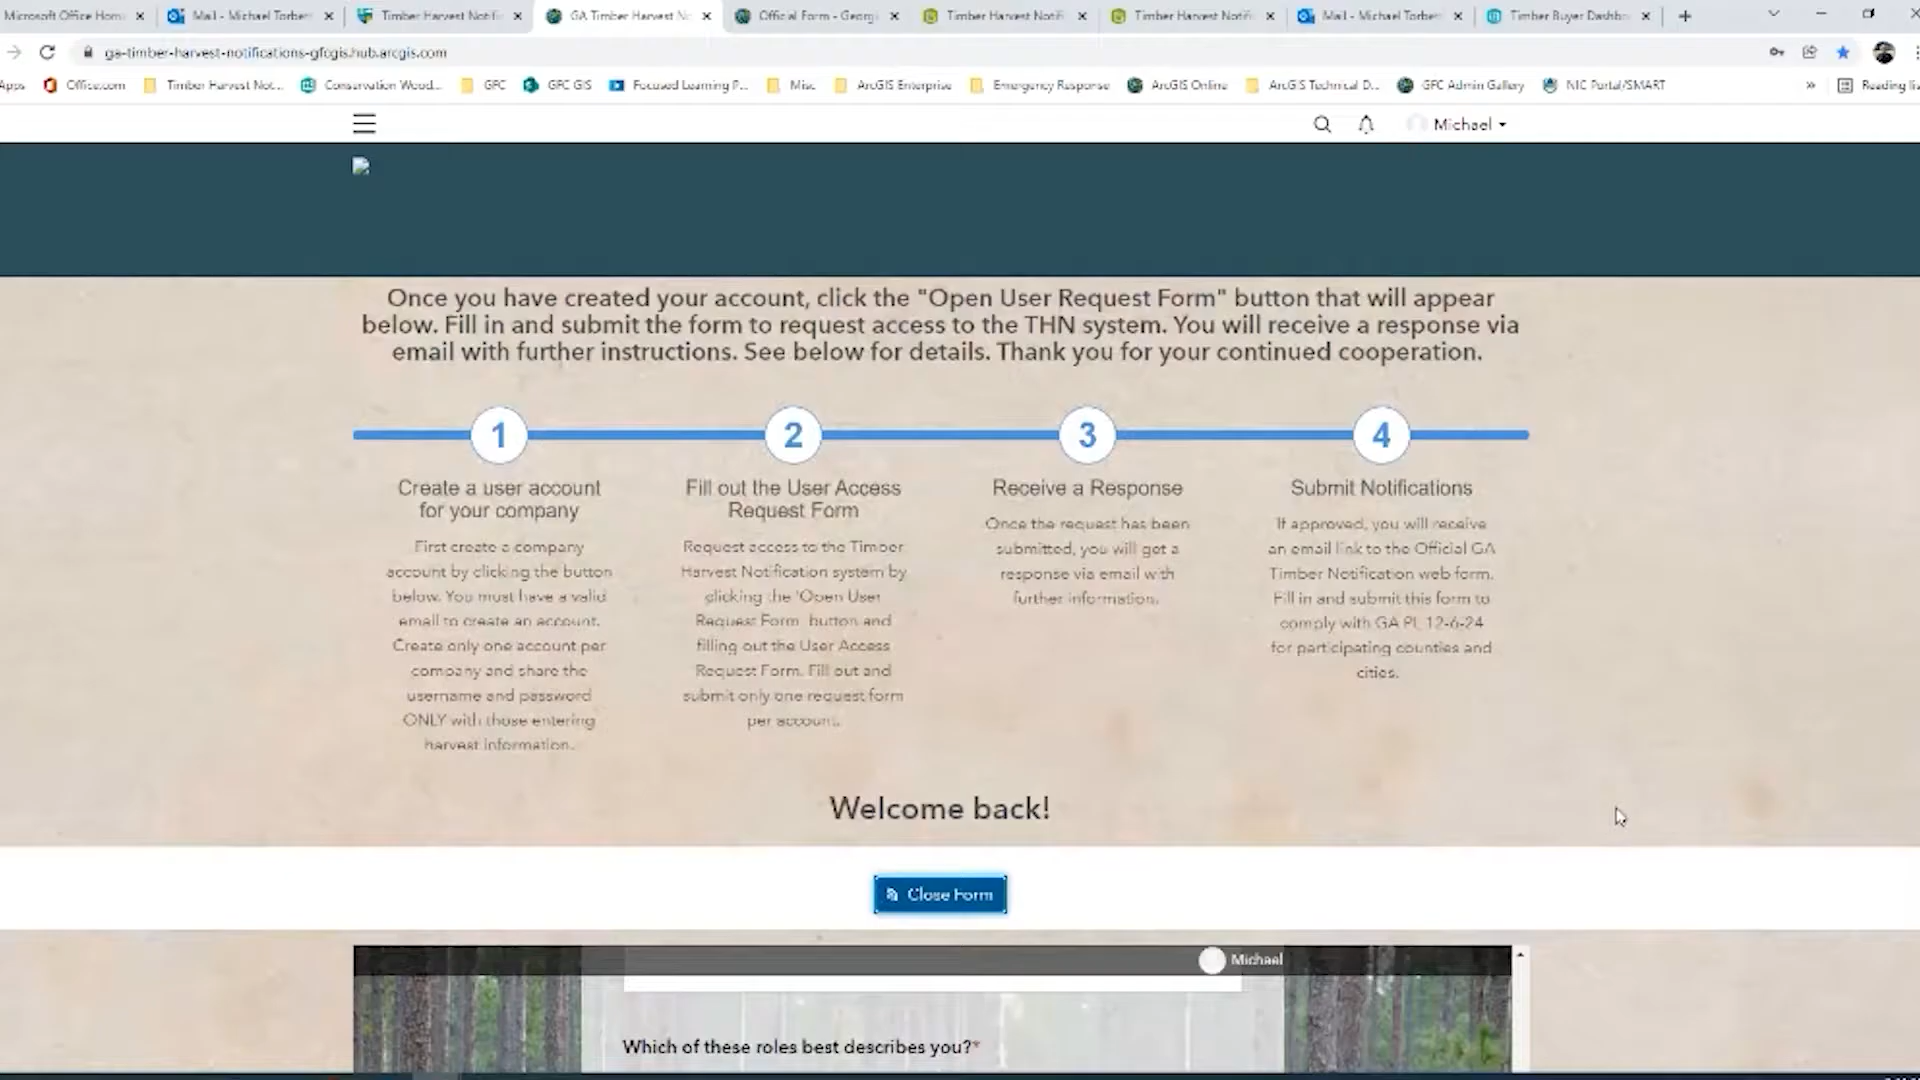 Microsoft Office Hom
Mail - Michael Torber
Timber Harvest Notifi
GA Timber Harvest No
Official Form - Georgi
Timber Harvest Notifi
Timber Harvest Notifi
Mail - Michael Torber
Timber Buyer Dashbo
ga-timber-harvest-notifications-gfcgis.hub.arcgis.com
Apps
Office.com
Timber Harvest Not...
Conservation Wood...
GFC
GFC GIS
Focused Learning P...
Misc
ArcGIS Enterprise
Emergency Response
ArcGIS Online
ArcGIS Technical D...
GFC Admin Gallery
NIC Portal/SMART
»
Reading lis
Michael
Once you have created your account, click the "Open User Request Form" button that will appear
below. Fill in and submit the form to request access to the THN system. You will receive a response via
email with further instructions. See below for details. Thank you for your continued cooperation.
1
Create a user account
for your company
First create a company
account by clicking the button
below. You must have a valid
email to create an account.
Create only one account per
company and share the
username and password
ONLY with those entering
harvest information.
2
Fill out the User Access
Request Form
Request access to the Timber
Harvest Notification system by
clicking the 'Open User
Request Form' button and
filling out the User Access
Request Form. Fill out and
submit only one request form
per account.
3
Receive a Response
Once the request has been
submitted, you will get a
response via email with
further information.
4
Submit Notifications
If approved, you will receive
an email link to the Official GA
Timber Notification web form.
Fill in and submit this form to
comply with GA PL 12-6-24
for participating counties and
cities.
Welcome back!
Close Form
Michael
Which of these roles best describes you?*